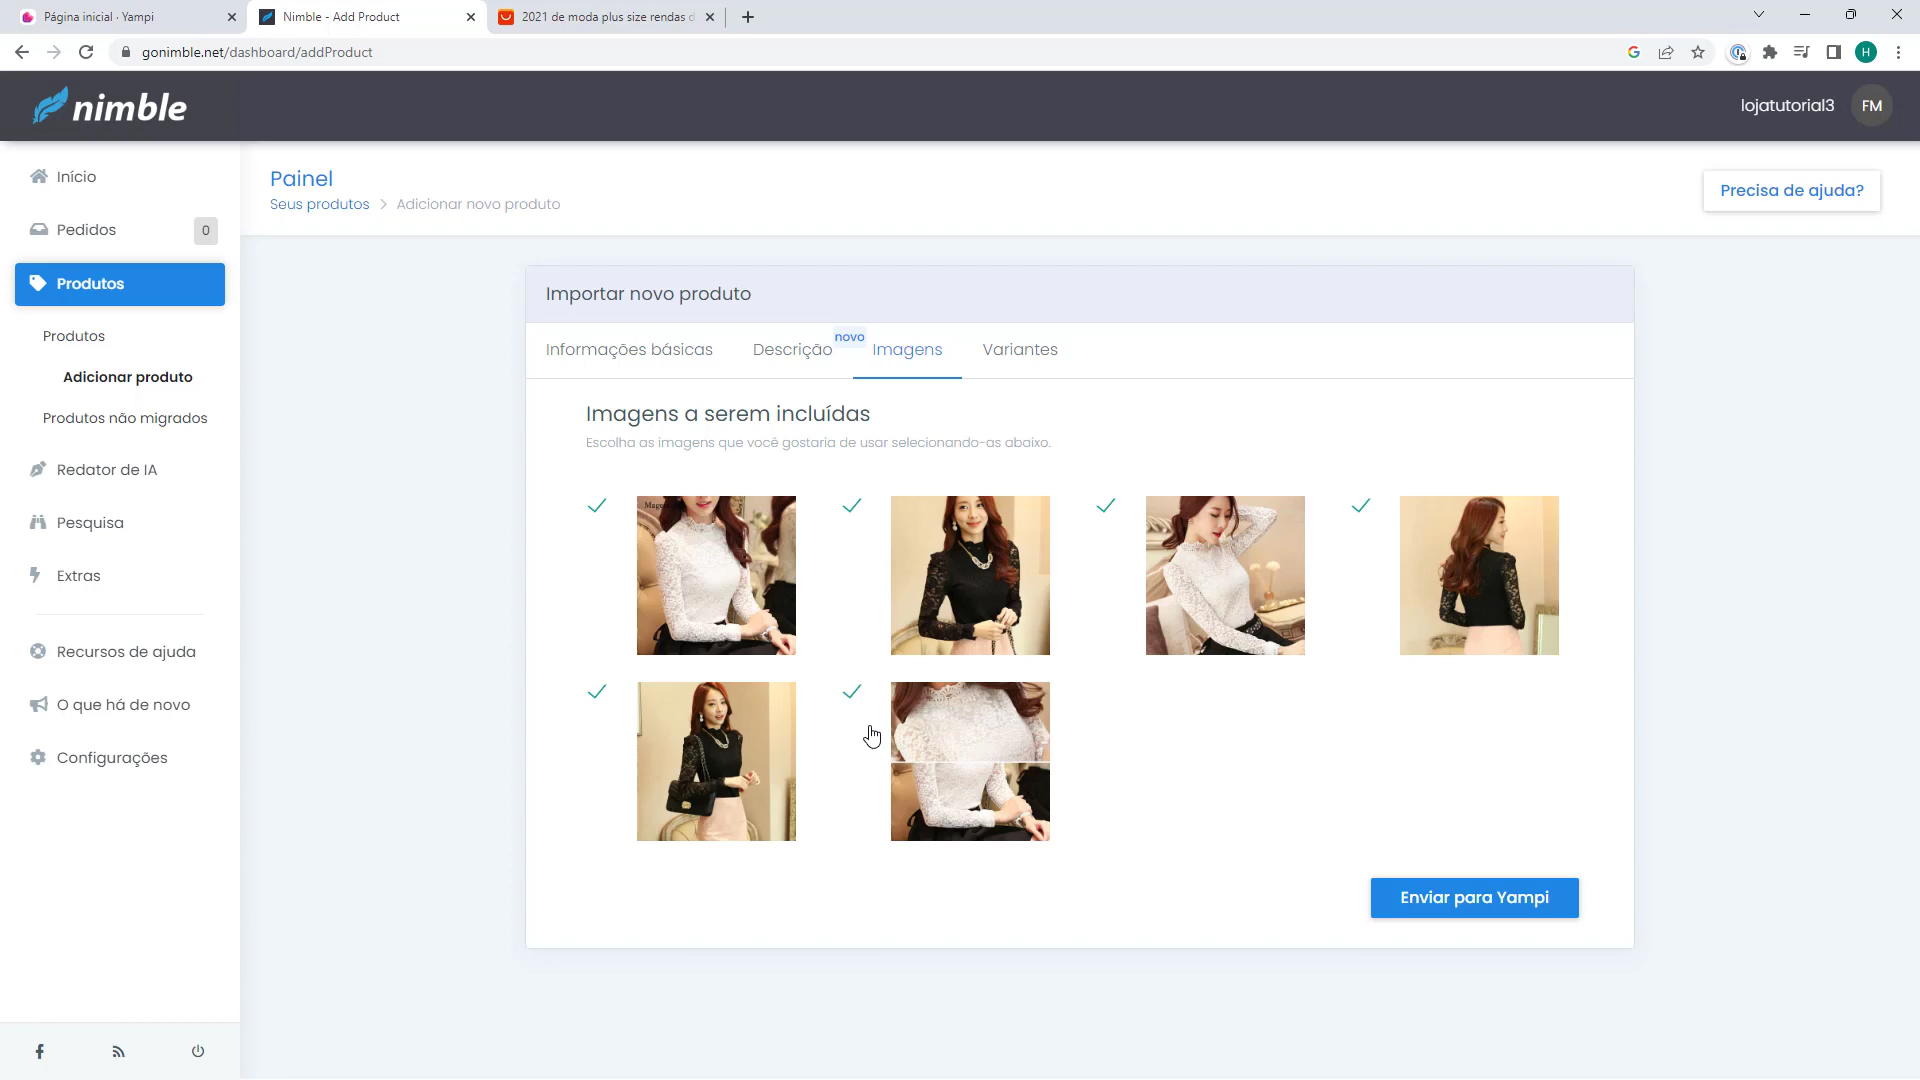 Página inicial · Yampi
Nimble - Add Product
2021 de moda plus size rendas d
gonimble.net/dashboard/addProduct
H
nimble
lojatutorial3
FM
Início
Pedidos
0
Produtos
Produtos
Adicionar produto
Produtos não migrados
Redator de IA
Pesquisa
Extras
Recursos de ajuda
O que há de novo
Configurações
Painel
Seus produtos > Adicionar novo produto
Precisa de ajuda?
Importar novo produto
Informações básicas
Descrição
novo
Imagens
Variantes
Imagens a serem incluídas
Escolha as imagens que você gostaria de usar selecionando-as abaixo.
Enviar para Yampi